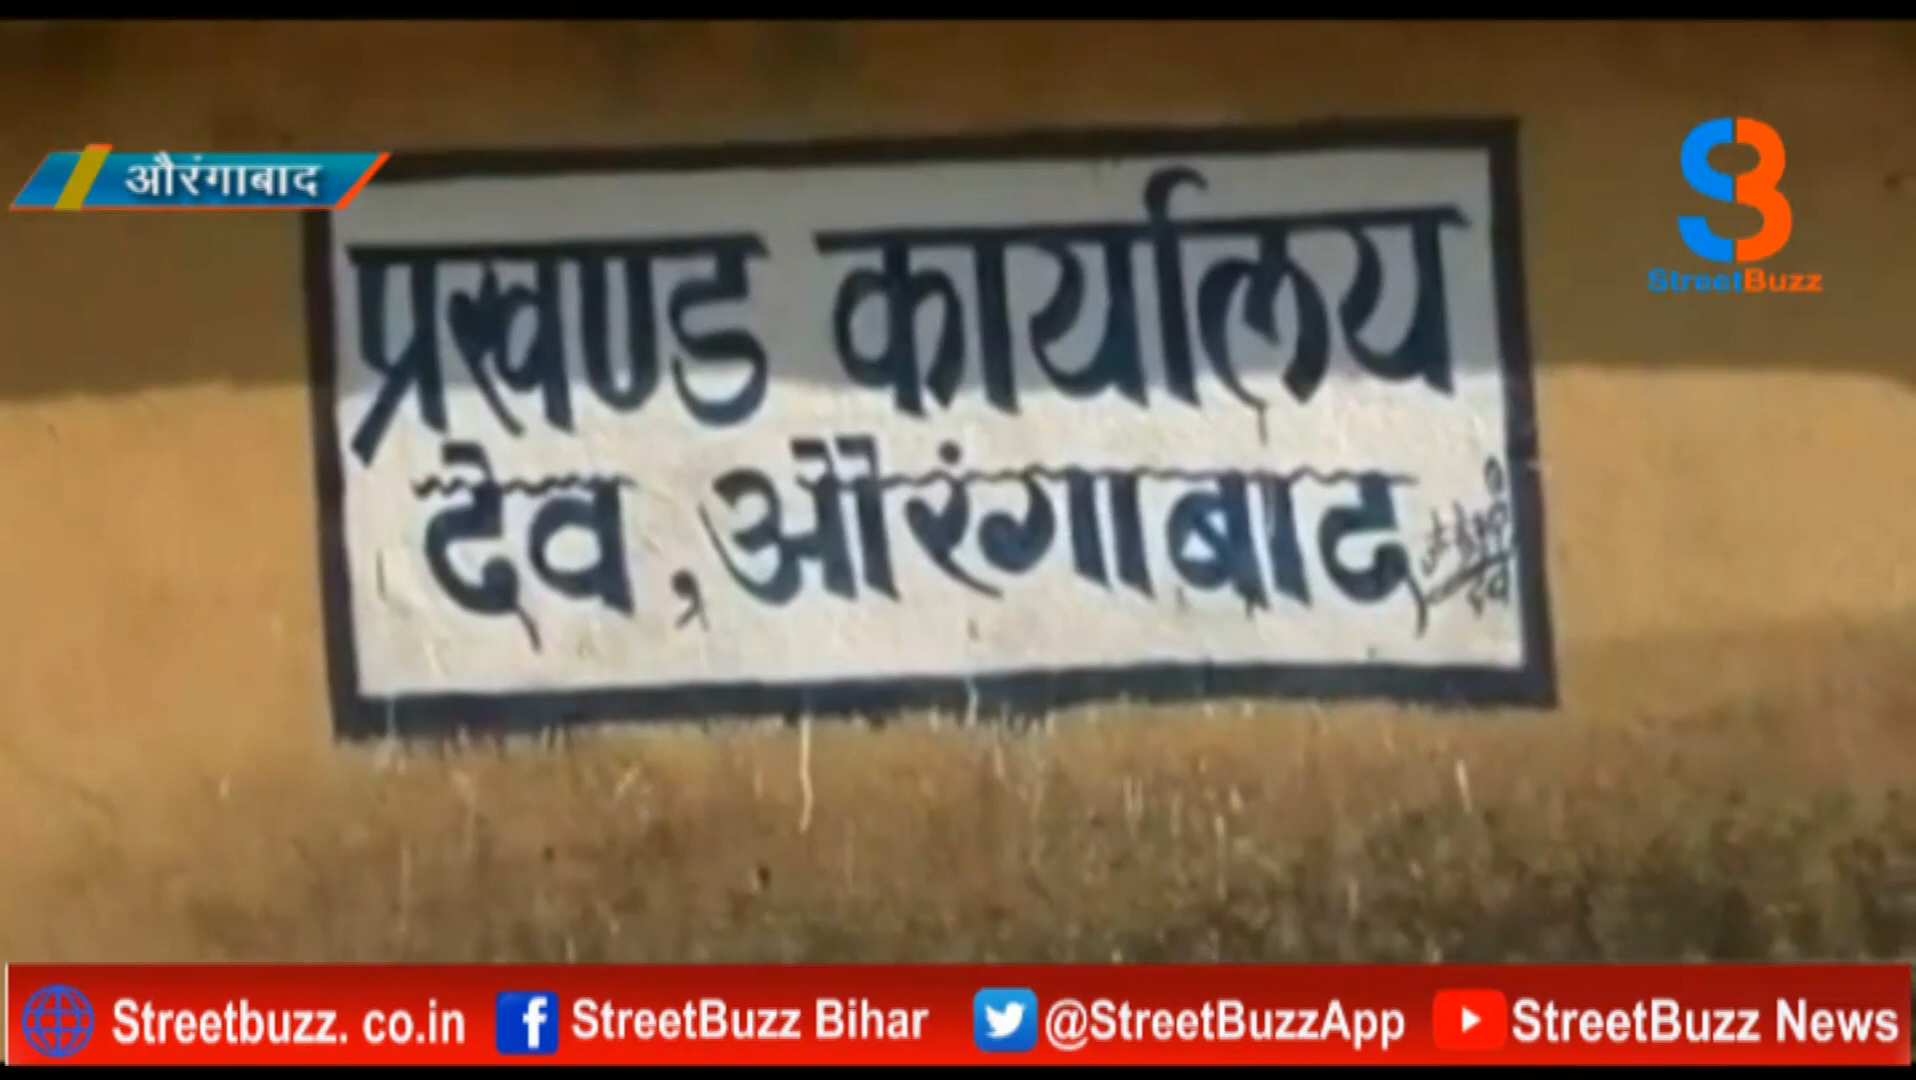 औरंगाबाद
StreetBuzz
प्रखण्ड कार्यालय
देव, औरंगाबाद
देव
Streetbuzz. co.in
StreetBuzz Bihar
@StreetBuzzApp
StreetBuzz News